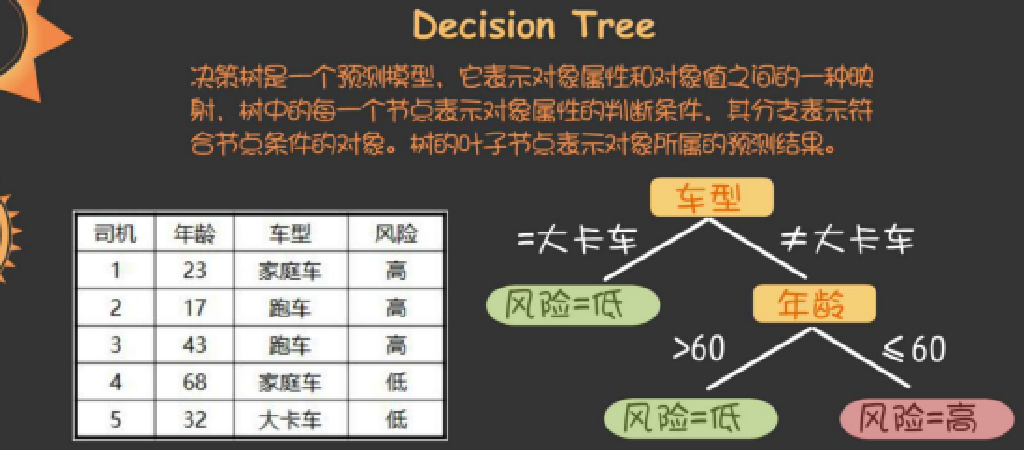 Decision Tree
决策树是一个预测模型，它表示对象属性和对象值之间的一种映
射，树中的每一个节点表示对象属性的判断条件，其分支表示符
合节点条件的对象。树的叶子节点表示对象所属的预测结果。
司机 年龄 车型 风险
1 23 家庭车 高
2 17 跑车 高
3 43 跑车 高
4 68 家庭车 低
5 32 大卡车 低
车型
=大卡车 ≠大卡车
风险=低 年龄
>60 ≤60
风险=低 风险=高